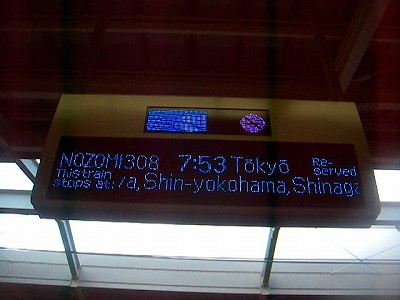 NOZOMI308 7:53 Tōkyō Re-served
This train stops at: /a, Shin-yokohama, Shinaga